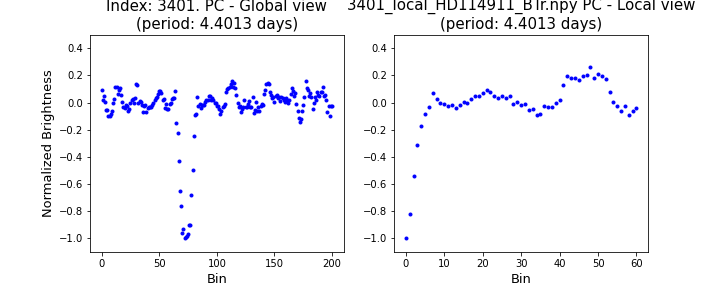 Index: 3401. PC - Global view
(period: 4.4013 days)
3401_local_HD114911_BTr.npy PC - Local view
(period: 4.4013 days)
Normalized Brightness
0.4
0.2
0.0
−0.2
−0.4
−0.6
−0.8
−1.0
0 50 100 150 200
Bin
0.4
0.2
0.0
−0.2
−0.4
−0.6
−0.8
−1.0
0 10 20 30 40 50 60
Bin